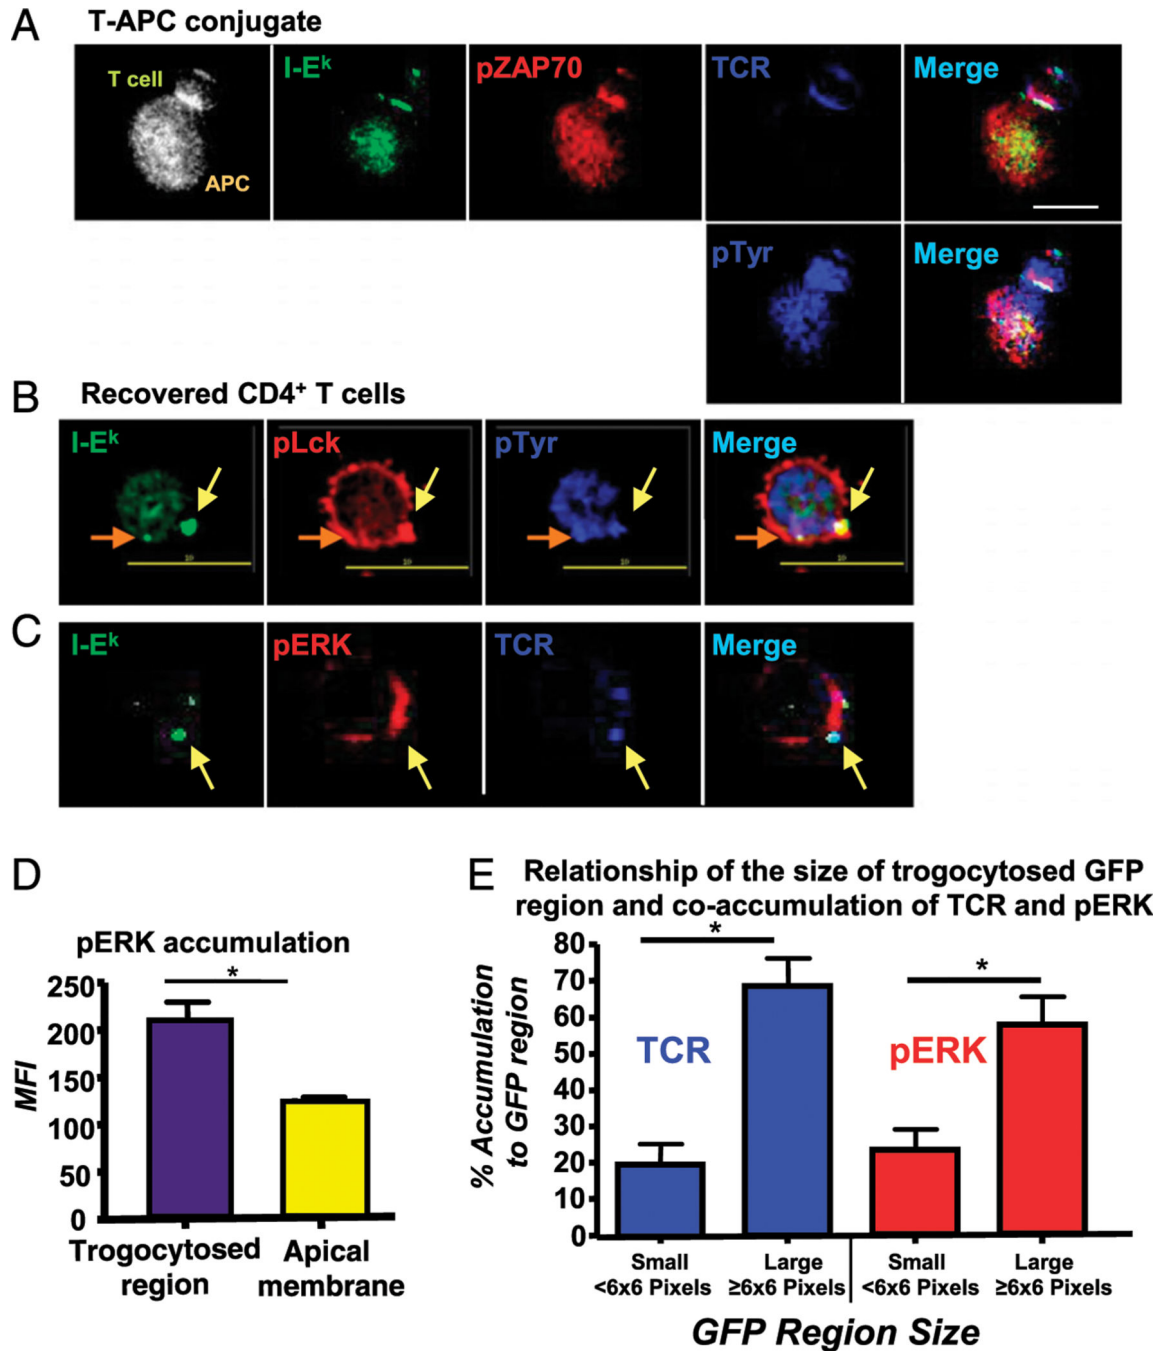 A T-APC conjugate
T cell
APC
I-Eᵏ
pZAP70
TCR
Merge
pTyr
Merge
B Recovered CD4⁺ T cells
I-Eᵏ
pLck
pTyr
Merge
10
10
10
10
C
I-Eᵏ
pERK
TCR
Merge
D
pERK accumulation
*
MFI
250
200
150
100
50
0
Trogocytosed
region
Apical
membrane
E Relationship of the size of trogocytosed GFP
region and co-accumulation of TCR and pERK
*
*
% Accumulation
to GFP region
80
70
60
50
40
30
20
10
0
TCR
pERK
Small
<6x6 Pixels
Large
≥6x6 Pixels
Small
<6x6 Pixels
Large
≥6x6 Pixels
GFP Region Size